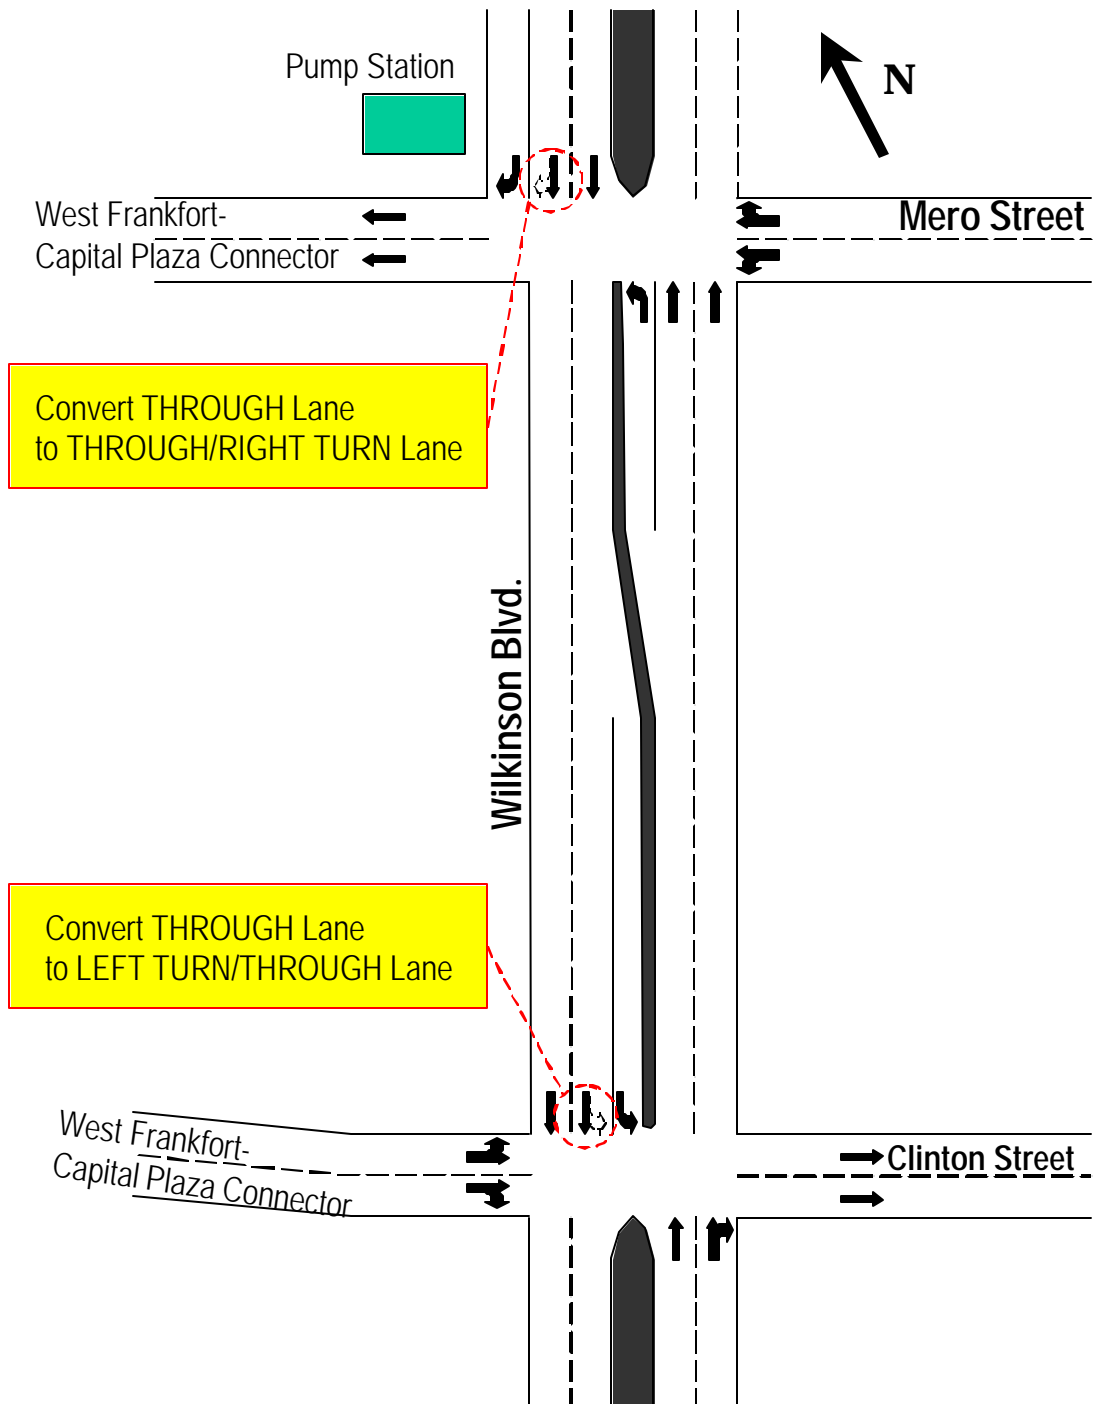 Pump Station
N
West Frankfort-
Capital Plaza Connector
Mero Street
Convert THROUGH Lane
to THROUGH/RIGHT TURN Lane
Wilkinson Blvd.
Convert THROUGH Lane
to LEFT TURN/THROUGH Lane
West Frankfort-
Capital Plaza Connector
Clinton Street